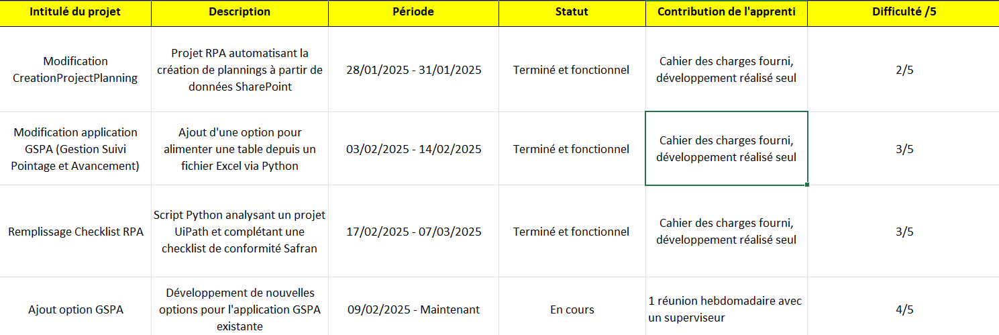 Intitulé du projet
Description
Période
Statut
Contribution de l'apprenti
Difficulté /5
Modification
CreationProjectPlanning
Projet RPA automatisant la
création de plannings à partir de
données SharePoint
28/01/2025 - 31/01/2025
Terminé et fonctionnel
Cahier des charges fourni,
développement réalisé seul
2/5
Modification application
GSPA (Gestion Suivi
Pointage et Avancement)
Ajout d'une option pour
alimenter une table depuis un
fichier Excel via Python
03/02/2025 - 14/02/2025
Terminé et fonctionnel
Cahier des charges fourni,
développement réalisé seul
3/5
Remplissage Checklist RPA
Script Python analysant un projet
UiPath et complétant une
checklist de conformité Safran
17/02/2025 - 07/03/2025
Terminé et fonctionnel
Cahier des charges fourni,
développement réalisé seul
3/5
Ajout option GSPA
Développement de nouvelles
options pour l'application GSPA
existante
09/02/2025 - Maintenant
En cours
1 réunion hebdomadaire avec
un superviseur
4/5